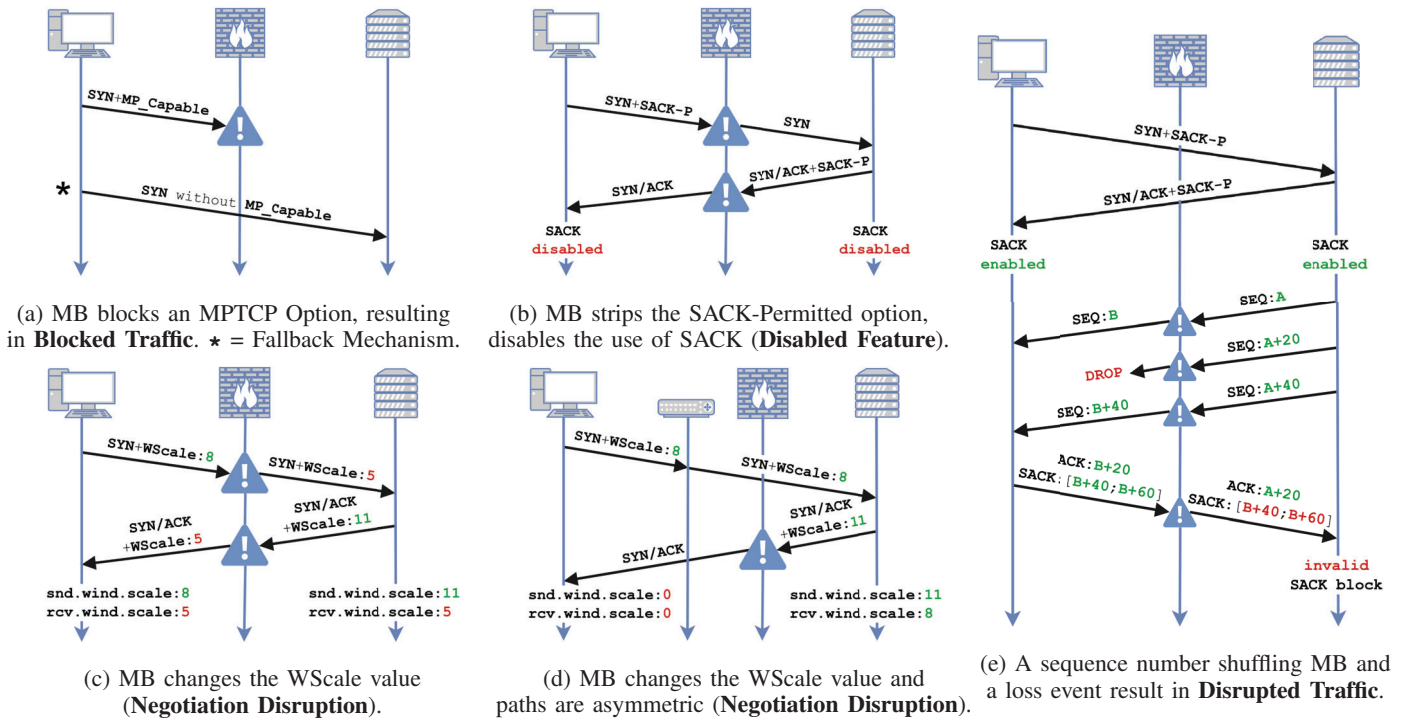 SYN+MP_Capable
*
SYN without MP_Capable
(a) MB blocks an MPTCP Option, resulting
in Blocked Traffic. * = Fallback Mechanism.
SYN+SACK-P
SYN
SYN/ACK+SACK-P
SYN/ACK
SACK
disabled
SACK
disabled
(b) MB strips the SACK-Permitted option,
disables the use of SACK (Disabled Feature).
SYN+WScale:8
SYN+WScale:5
SYN/ACK
+WScale:11
SYN/ACK
+WScale:5
snd.wind.scale:8
rcv.wind.scale:5
snd.wind.scale:11
rcv.wind.scale:5
(c) MB changes the WScale value
(Negotiation Disruption).
SYN+WScale:8
SYN+WScale:8
SYN/ACK
+WScale:11
SYN/ACK
snd.wind.scale:0
rcv.wind.scale:0
snd.wind.scale:11
rcv.wind.scale:8
(d) MB changes the WScale value and
paths are asymmetric (Negotiation Disruption).
SYN+SACK-P
SYN/ACK+SACK-P
SACK
enabled
SACK
enabled
SEQ:A
SEQ:B
SEQ:A+20
DROP
SEQ:A+40
SEQ:B+40
ACK:B+20
SACK:[B+40;B+60]
ACK:A+20
SACK:[B+40;B+60]
invalid
SACK block
(e) A sequence number shuffling MB and
a loss event result in Disrupted Traffic.